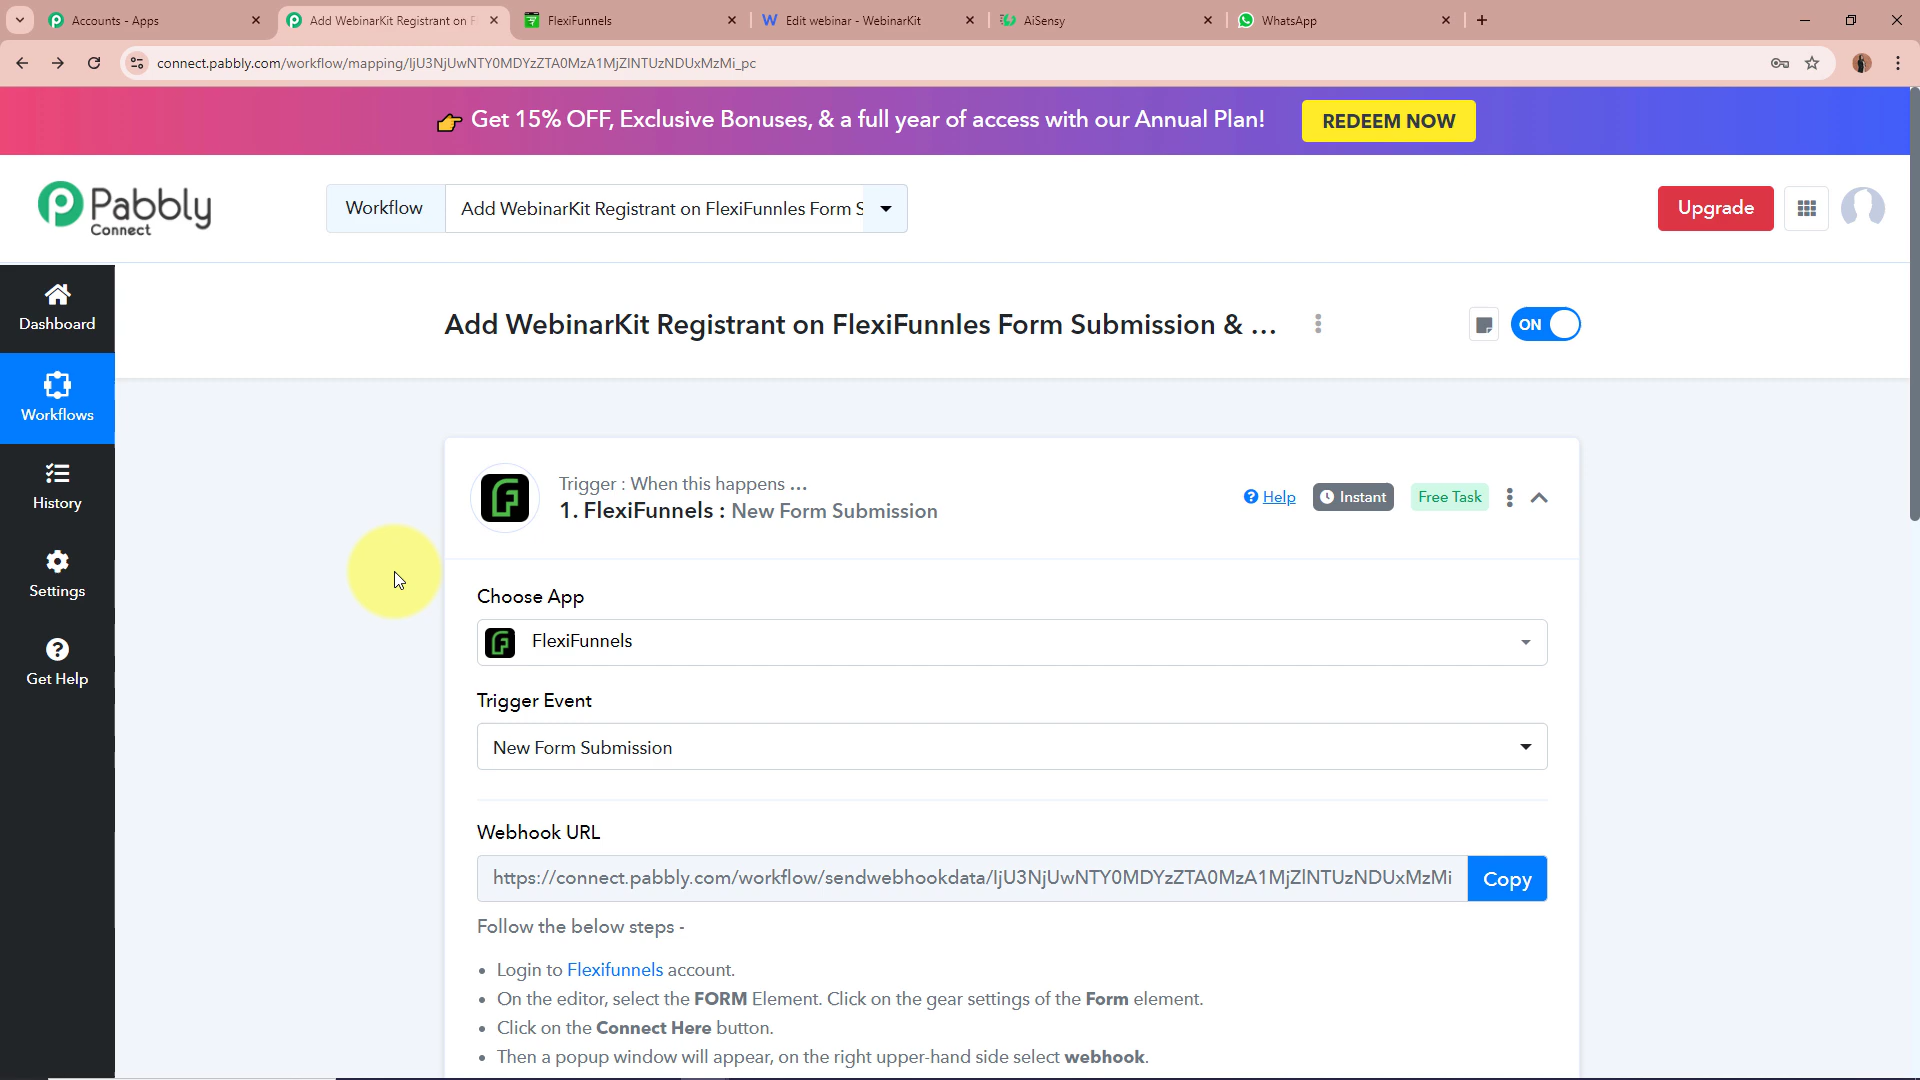 Accounts - Apps
Add WebinarKit Registrant on F
FlexiFunnels
Edit webinar - WebinarKit
AiSensy
WhatsApp
connect.pabbly.com/workflow/mapping/IjU3NjUwNTY0MDYzZTA0MzA1MjZlNTUzNDUxMzMi_pc
Get 15% OFF, Exclusive Bonuses, & a full year of access with our Annual Plan!
REDEEM NOW
Pabbly
Connect
Workflow
Add WebinarKit Registrant on FlexiFunnles Form S
Upgrade
Dashboard
Workflows
History
Settings
Get Help
Add WebinarKit Registrant on FlexiFunnles Form Submission & ...
ON
Trigger : When this happens ...
1. FlexiFunnels : New Form Submission
Help
Instant
Free Task
Choose App
FlexiFunnels
Trigger Event
New Form Submission
Webhook URL
https://connect.pabbly.com/workflow/sendwebhookdata/IjU3NjUwNTY0MDYzZTA0MzA1MjZlNTUzNDUxMzMi
Copy
Follow the below steps -
• Login to Flexifunnels account.
• On the editor, select the FORM Element. Click on the gear settings of the Form element.
• Click on the Connect Here button.
• Then a popup window will appear, on the right upper-hand side select webhook.